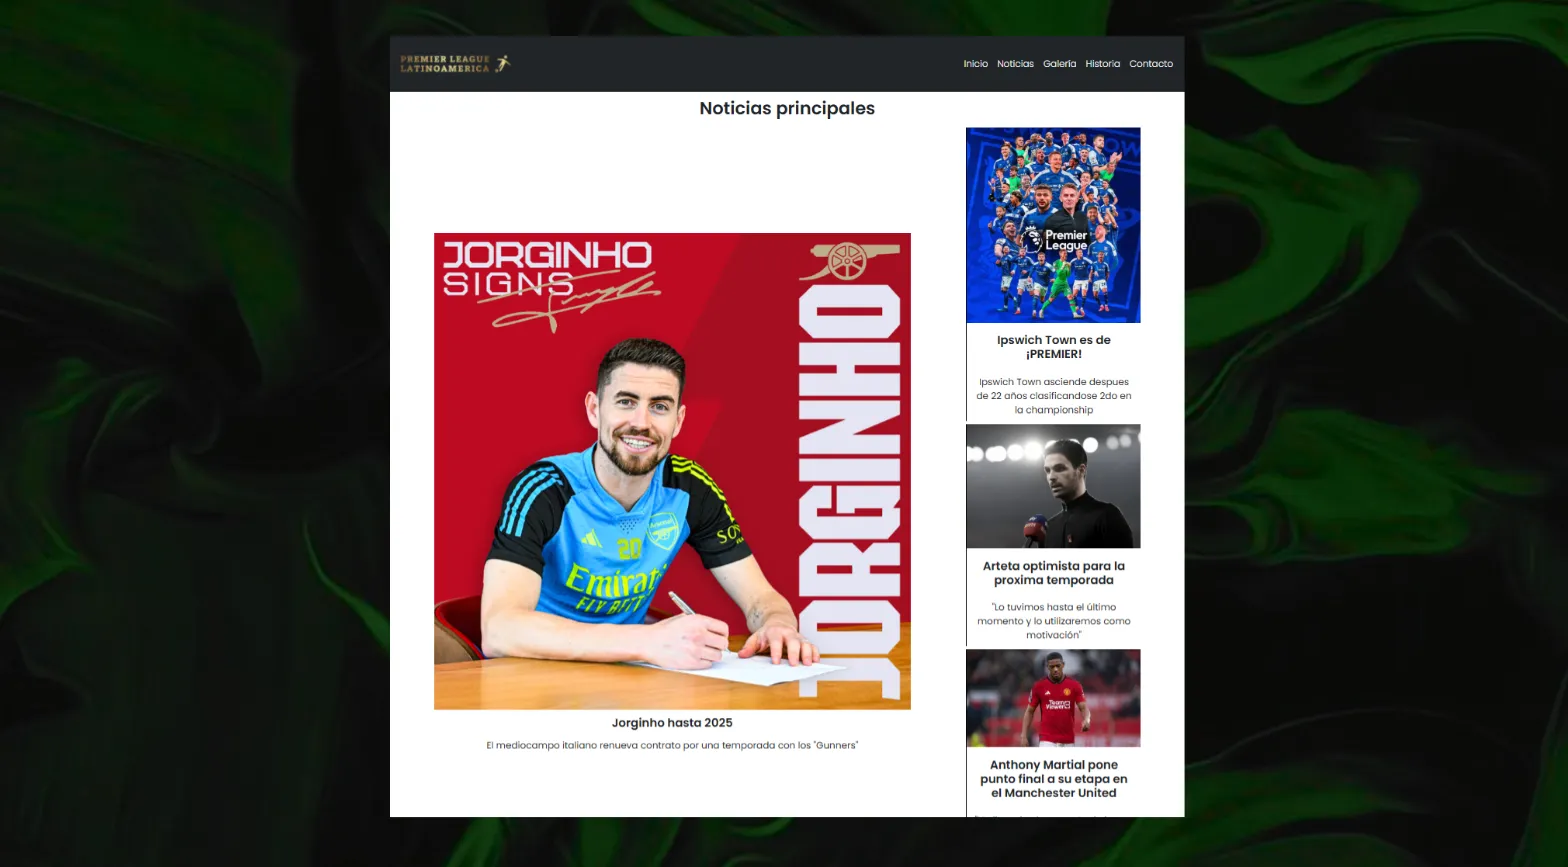 PREMIER LEAGUE
LATINOAMERICA
Inicio Noticias Galería Historia Contacto
Noticias principales
JORGINHO
SIGNS
JORGINHO
Arsenal
20
Emirates
FLY BETTER
Jorginho hasta 2025
El mediocampo italiano renueva contrato por una temporada con los "Gunners"
Premier
League
Ipswich Town es de
¡PREMIER!
Ipswich Town asciende despues
de 22 años clasificandose 2do en
la championship
Arteta optimista para la
proxima temporada
"Lo tuvimos hasta el último
momento y lo utilizaremos como
motivación"
Anthony Martial pone
punto final a su etapa en
el Manchester United